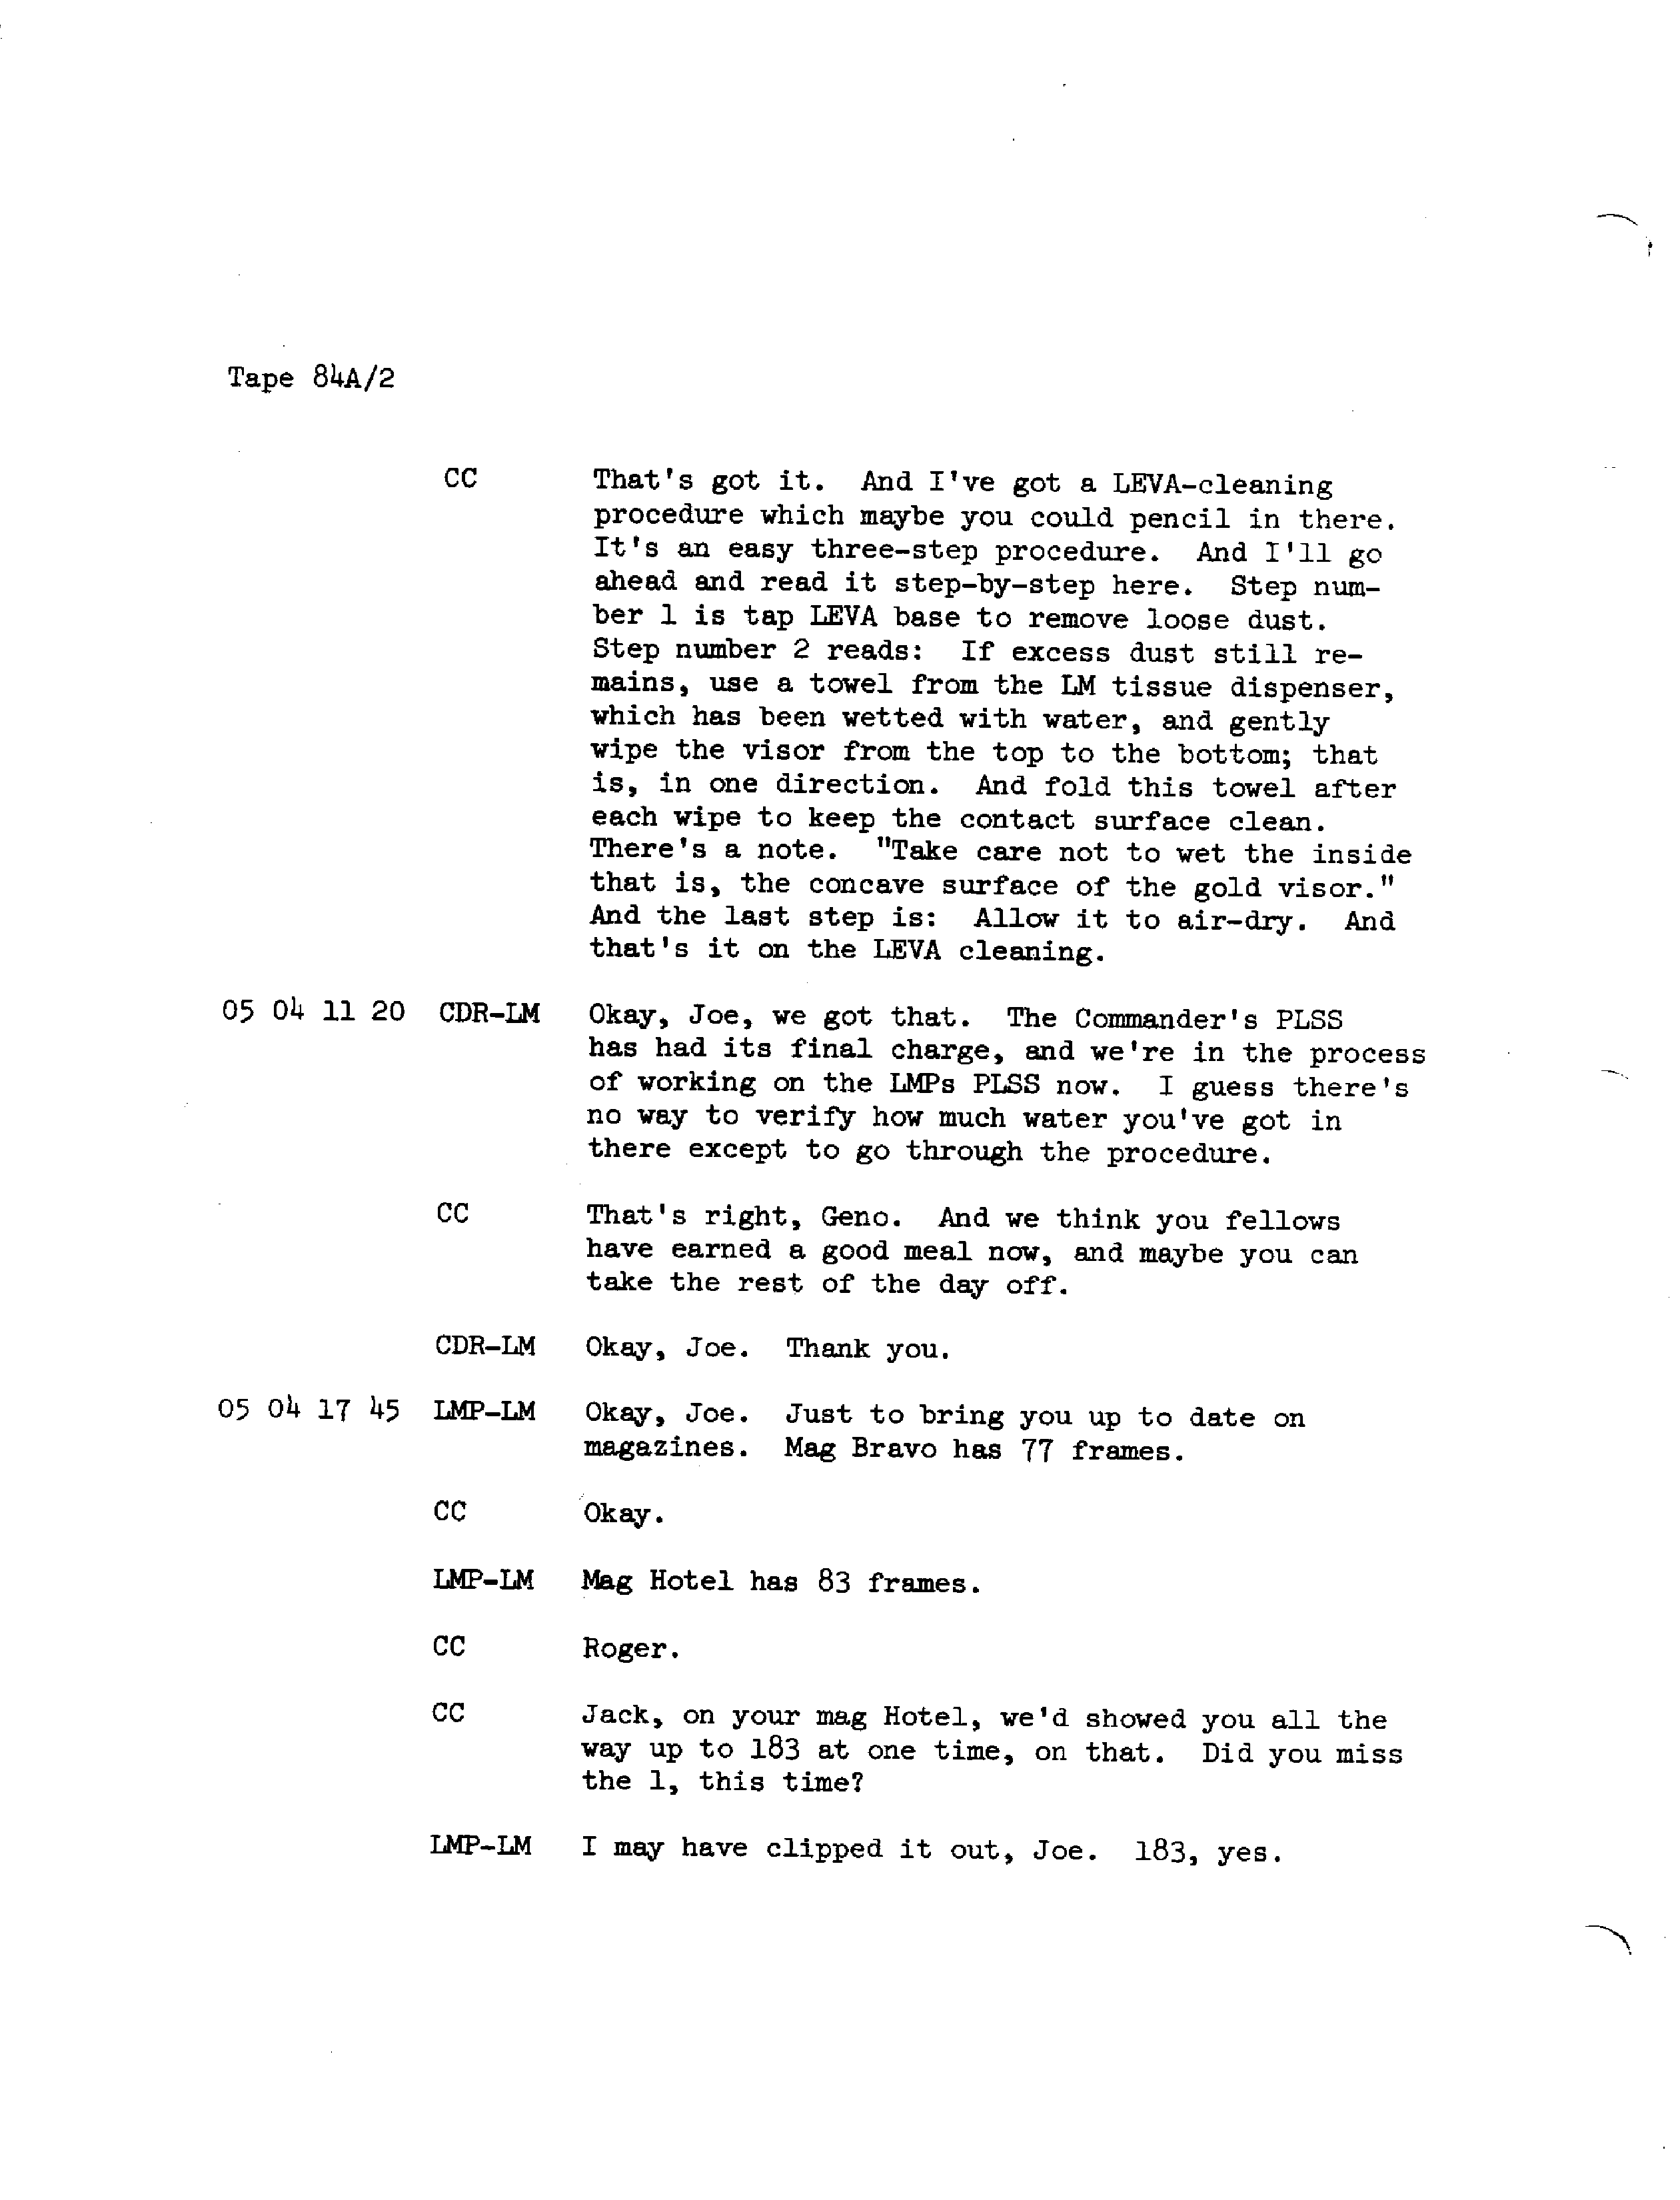 Tape 84A/2
CC That's got it. And I've got a LEVA-cleaning
procedure which maybe you could pencil in there.
It's an easy three-step procedure. And I'll go
ahead and read it step-by-step here. Step num-
ber 1 is tap LEVA base to remove loose dust.
Step number 2 reads: If excess dust still re-
mains, use a towel from the LM tissue dispenser,
which has been wetted with water, and gently
wipe the visor from the top to the bottom; that
is, in one direction. And fold this towel after
each wipe to keep the contact surface clean.
There's a note. "Take care not to wet the inside
that is, the concave surface of the gold visor."
And the last step is: Allow it to air-dry. And
that's it on the LEVA cleaning.
05 04 11 20 CDR-LM Okay, Joe, we got that. The Commander's PLSS
has had its final charge, and we're in the process
of working on the LMPs PLSS now. I guess there's
no way to verify how much water you've got in
there except to go through the procedure.
CC That's right, Geno. And we think you fellows
have earned a good meal now, and maybe you can
take the rest of the day off.
CDR-LM Okay, Joe. Thank you.
05 04 17 45 LMP-LM Okay, Joe. Just to bring you up to date on
magazines. Mag Bravo has 77 frames.
CC Okay.
LMP-LM Mag Hotel has 83 frames.
CC Roger.
CC Jack, on your mag Hotel, we'd showed you all the
way up to 183 at one time, on that. Did you miss
the 1, this time?
LMP-LM I may have clipped it out, Joe. 183, yes.